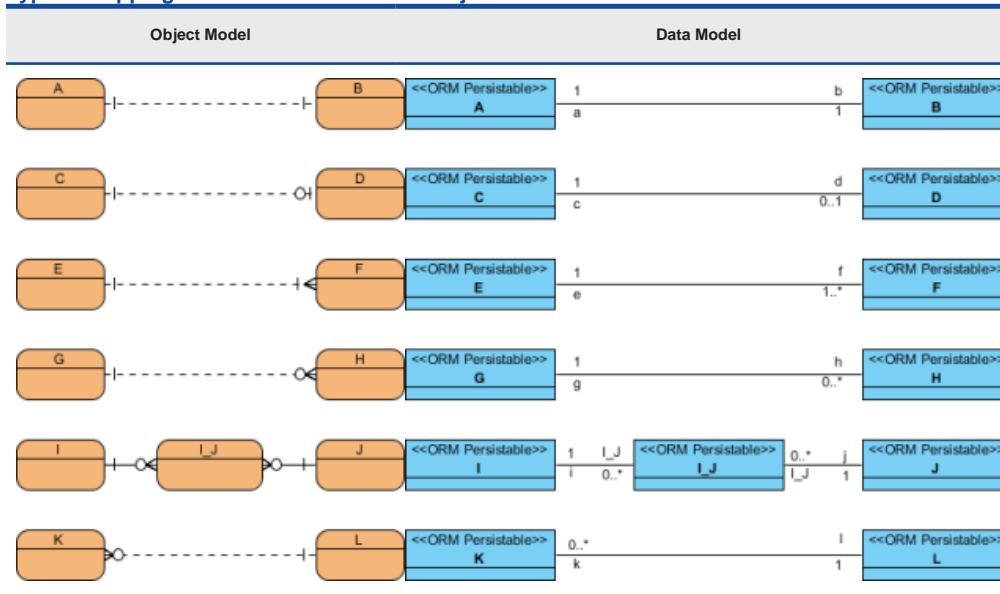 Object Model Data Model
A B <<ORM Persistable>> 1 b <<ORM Persistable>>
A a 1 B
C D <<ORM Persistable>> 1 d <<ORM Persistable>>
C c 0..1 D
E F <<ORM Persistable>> 1 f <<ORM Persistable>>
E e 1..* F
G H <<ORM Persistable>> 1 h <<ORM Persistable>>
G g 0..* H
I I_J J <<ORM Persistable>> 1 I_J <<ORM Persistable>> 0..* j <<ORM Persistable>>
I i 0..* I_J I_J 1 J
K L <<ORM Persistable>> 0..* l <<ORM Persistable>>
K k 1 L